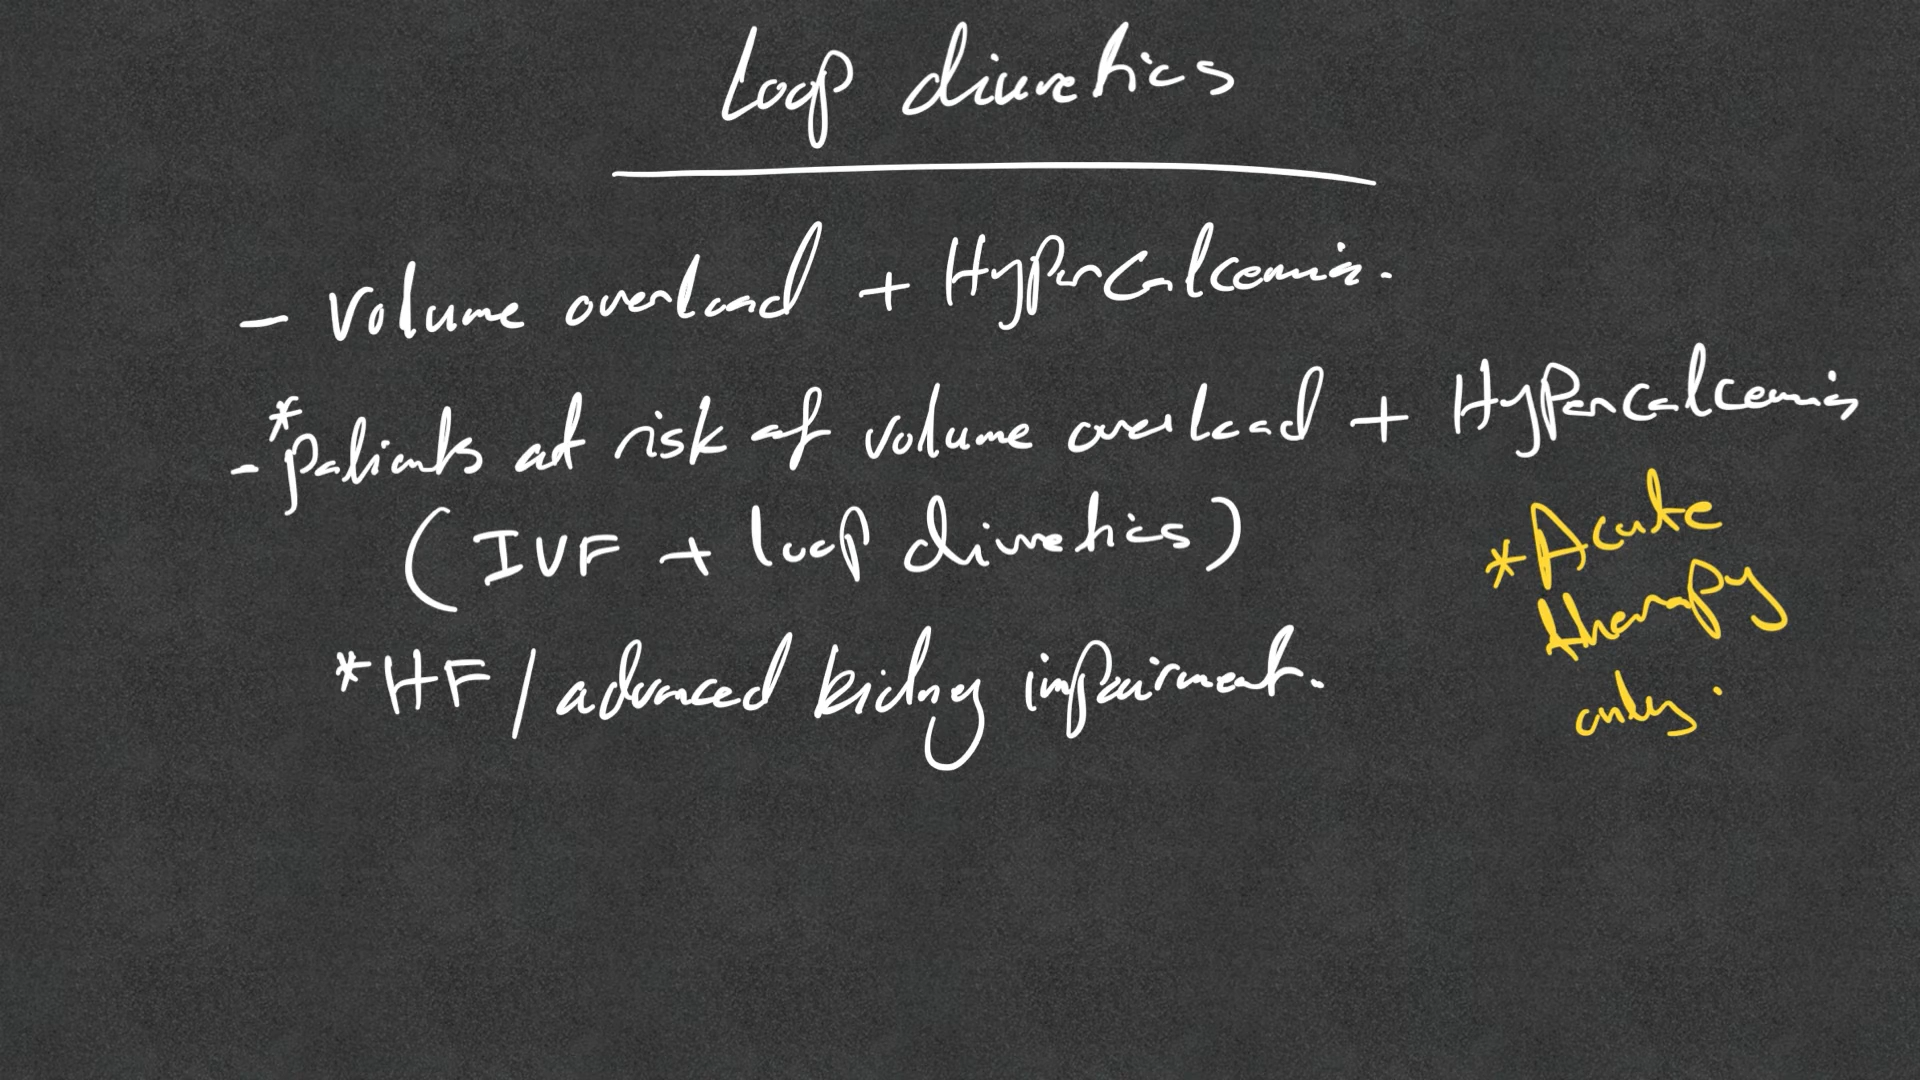 Loop diuretics
- Volume overload + Hypercalcemia.
- *patients at risk of volume overload + Hypercalcemia
(IVF + loop diuretics)
*HF / advanced kidney impairment.
*Acute
therapy
only.